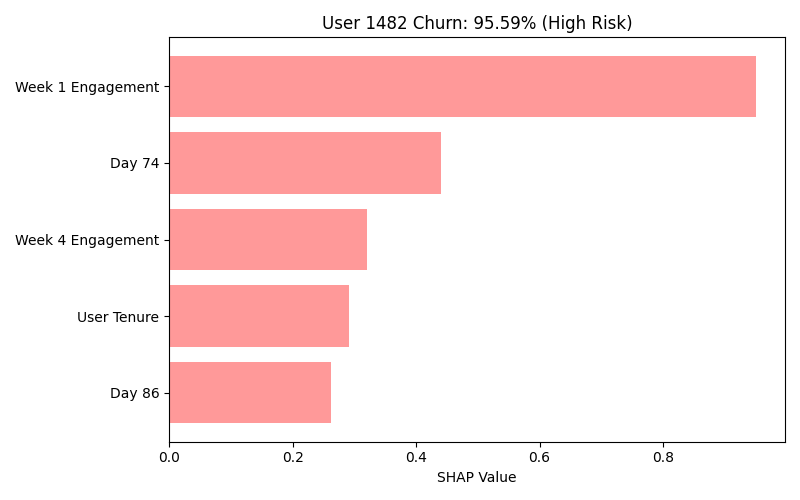 User 1482 Churn: 95.59% (High Risk)
Week 1 Engagement
Day 74
Week 4 Engagement
User Tenure
Day 86
0.0 0.2 0.4 0.6 0.8
SHAP Value